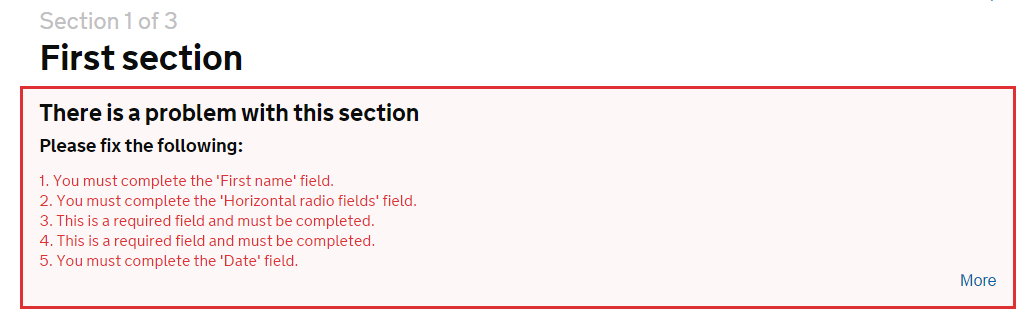 Section 1 of 3
First section
There is a problem with this section
Please fix the following:
1. You must complete the 'First name' field.
2. You must complete the 'Horizontal radio fields' field.
3. This is a required field and must be completed.
4. This is a required field and must be completed.
5. You must complete the 'Date' field.
More